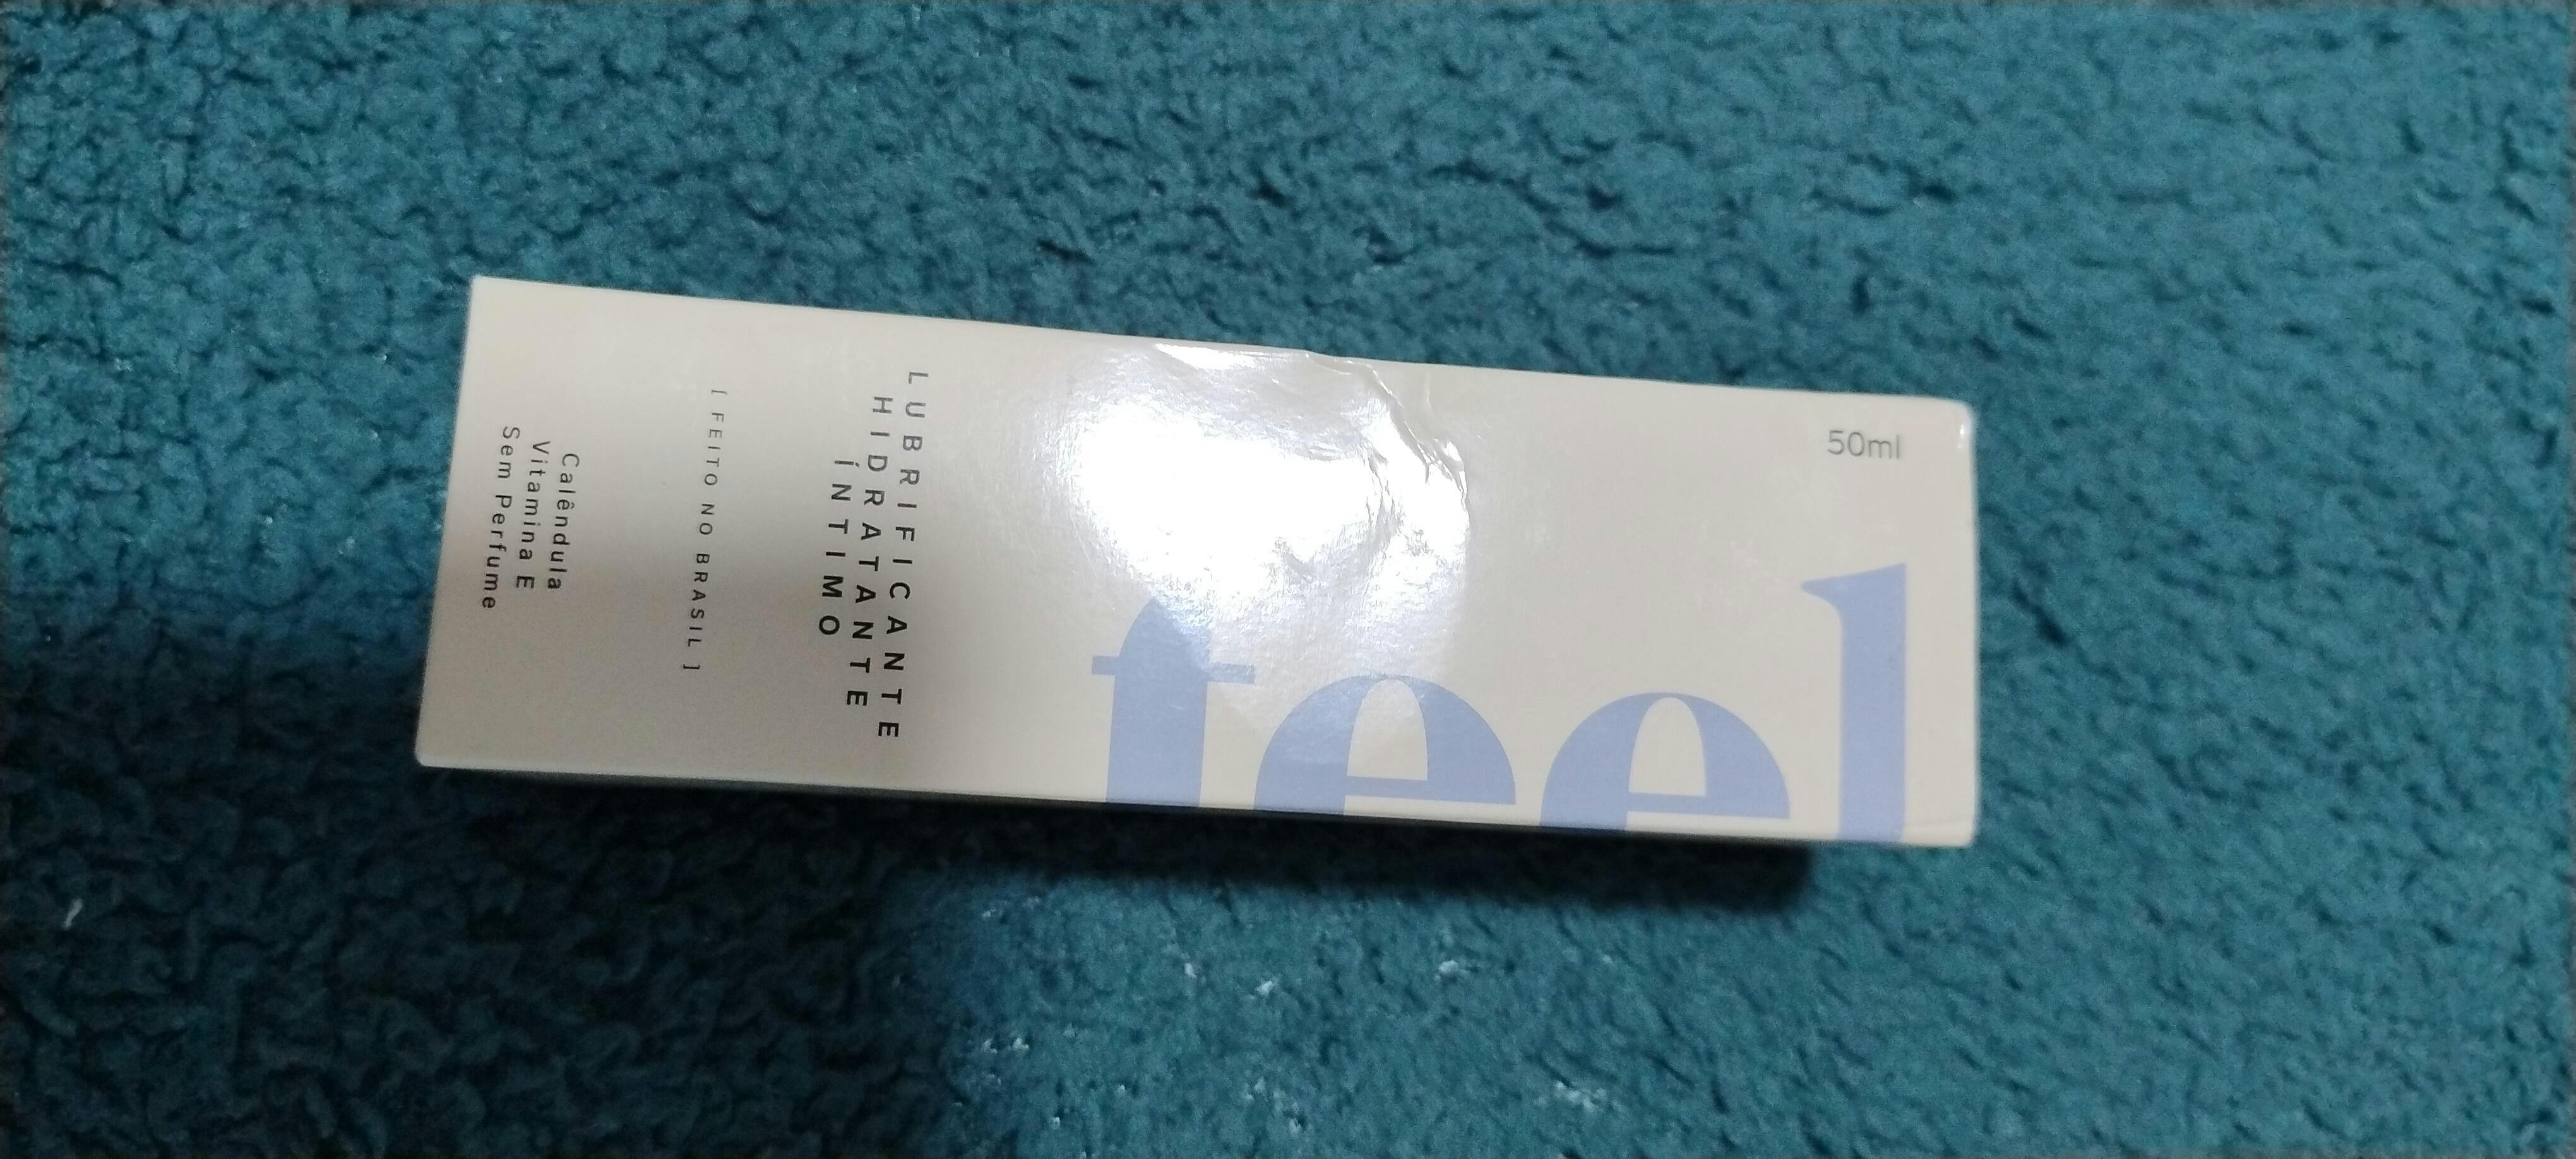 50ml
feel
LUBRIFICANTE
HIDRATANTE
ÍNTIMO
[ FEITO NO BRASIL ]
Calêndula
Vitamina E
Sem Perfume